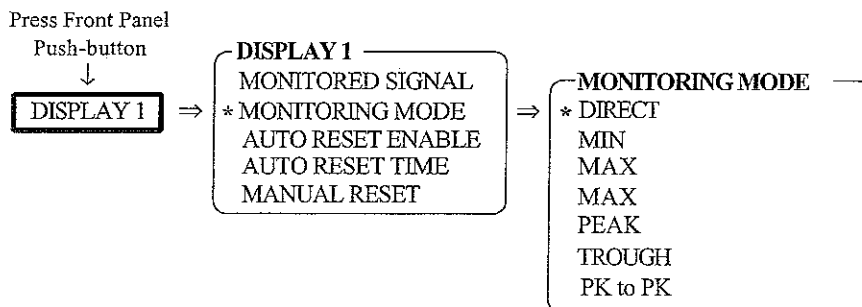 Press Front Panel
Push-button
↓
DISPLAY 1 ⇒
DISPLAY 1
MONITORED SIGNAL
* MONITORING MODE ⇒
AUTO RESET ENABLE
AUTO RESET TIME
MANUAL RESET
MONITORING MODE
* DIRECT
MIN
MAX
MAX
PEAK
TROUGH
PK to PK